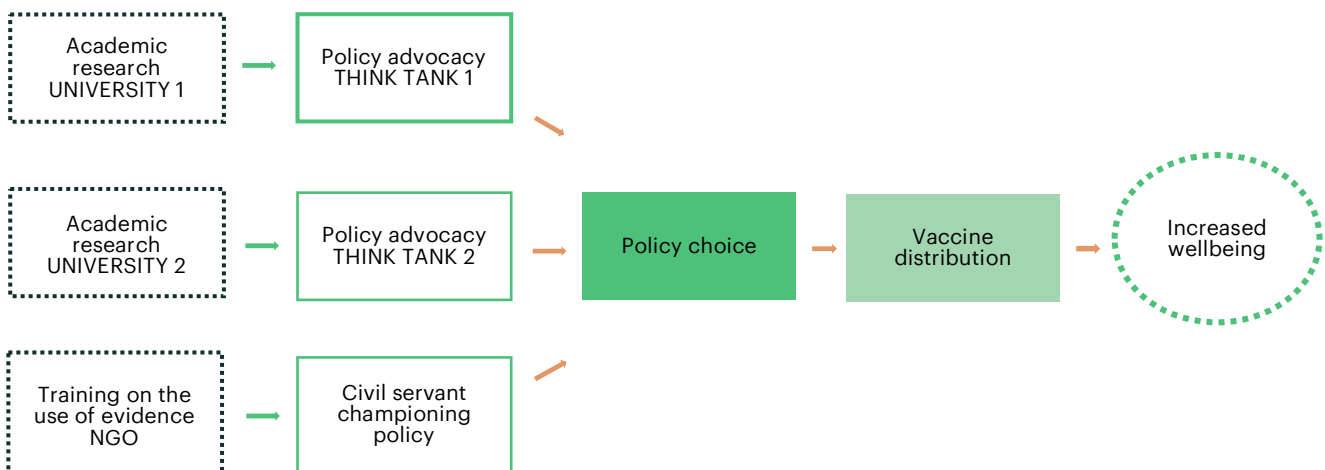 Academic
research
UNIVERSITY 1
Policy advocacy
THINK TANK 1
Academic
research
UNIVERSITY 2
Policy advocacy
THINK TANK 2
Policy choice
Vaccine
distribution
Increased
wellbeing
Training on the
use of evidence
NGO
Civil servant
championing
policy